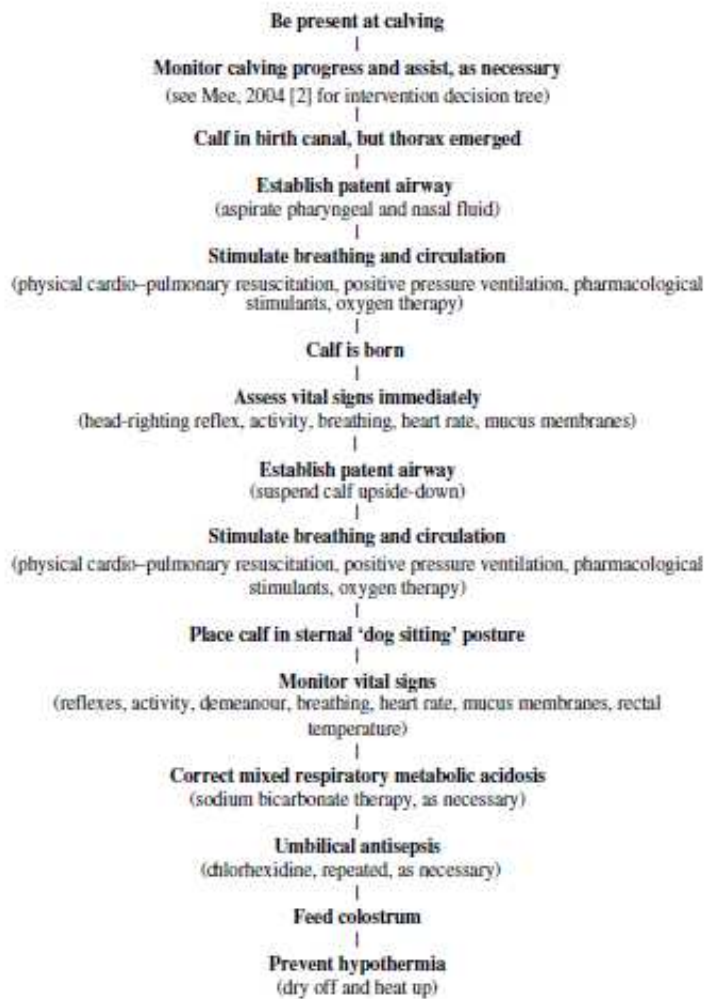 Be present at calving
Monitor calving progress and assist, as necessary
(see Mee, 2004 [2] for intervention decision tree)
Calf in birth canal, but thorax emerged
Establish patent airway
(aspirate pharyngeal and nasal fluid)
Stimulate breathing and circulation
(physical cardio–pulmonary resuscitation, positive pressure ventilation, pharmacological
stimulants, oxygen therapy)
Calf is born
Assess vital signs immediately
(head-righting reflex, activity, breathing, heart rate, mucus membranes)
Establish patent airway
(suspend calf upside-down)
Stimulate breathing and circulation
(physical cardio–pulmonary resuscitation, positive pressure ventilation, pharmacological
stimulants, oxygen therapy)
Place calf in sternal ‘dog sitting’ posture
Monitor vital signs
(reflexes, activity, demeanour, breathing, heart rate, mucus membranes, rectal
temperature)
Correct mixed respiratory metabolic acidosis
(sodium bicarbonate therapy, as necessary)
Umbilical antisepsis
(chlorhexidine, repeated, as necessary)
Feed colostrum
Prevent hypothermia
(dry off and heat up)